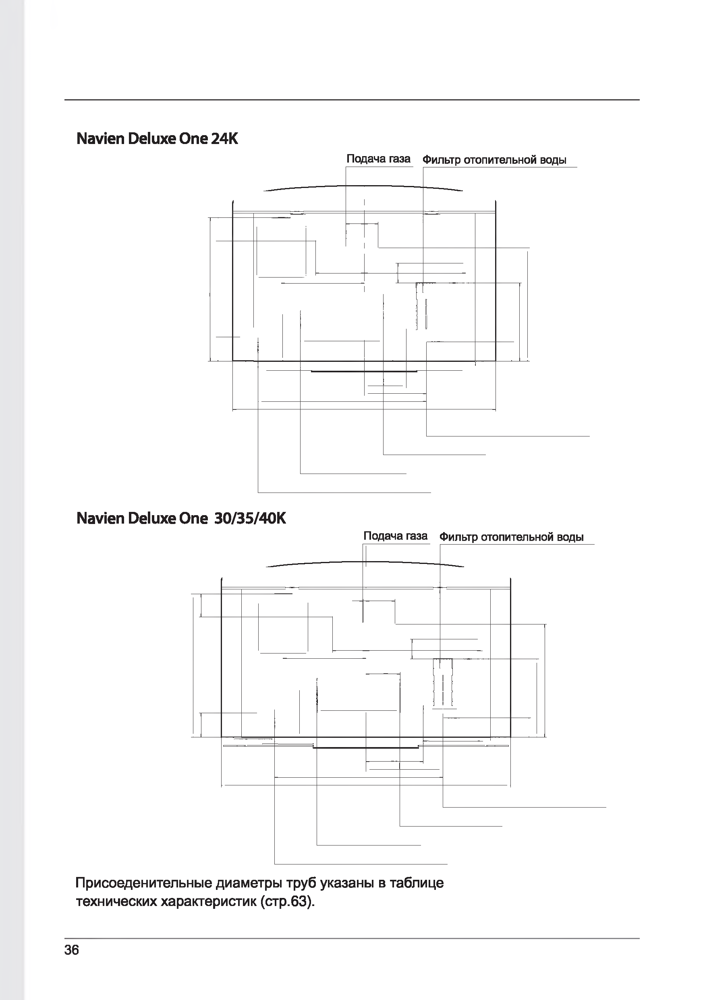 Navien Deluxe One 24K
Подача газа Фильтр отопительной воды
Navien Deluxe One 30/35/40K
Подача газа Фильтр отопительной воды
Присоеденительные диаметры труб указаны в таблице
технических характеристик (стр.63).
36